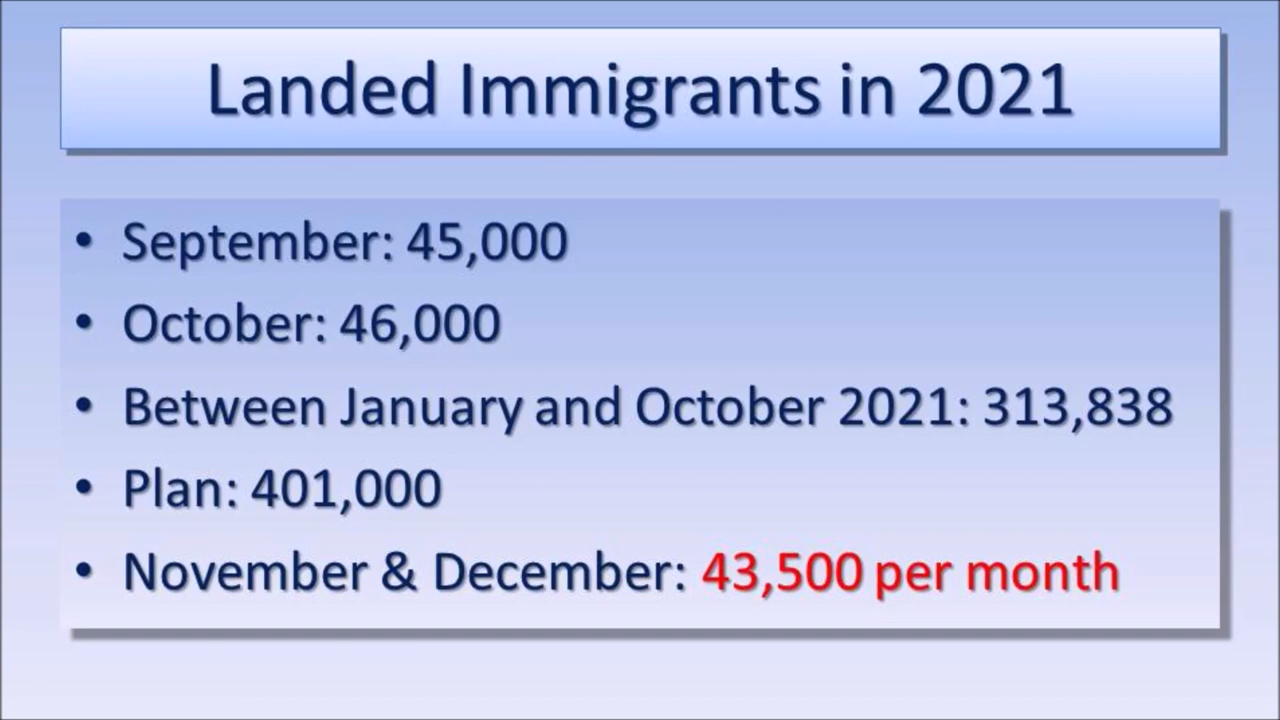 Landed Immigrants in 2021
• September: 45,000
• October: 46,000
• Between January and October 2021: 313,838
• Plan: 401,000
• November & December: 43,500 per month